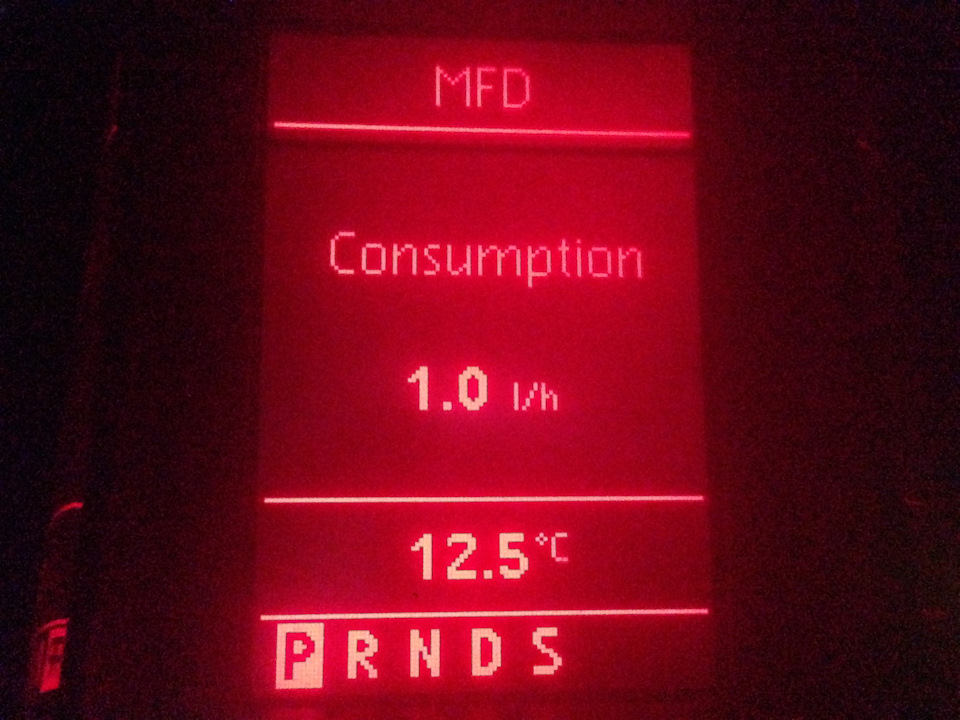 MFD
Consumption
1.0 l/h
12.5°C
P R N D S